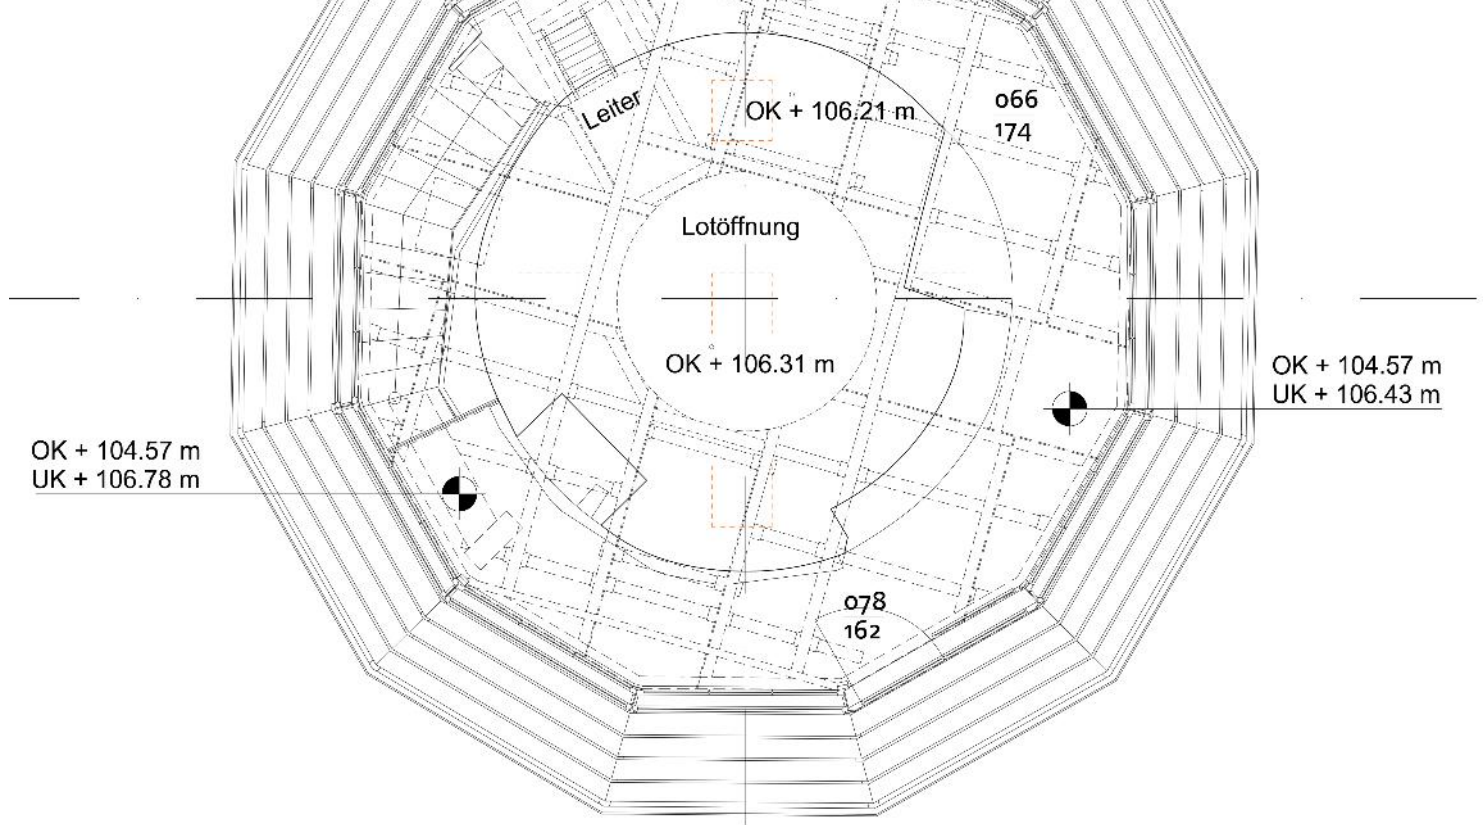 Leiter
OK + 106.21 m
066
174
Lotöffnung
OK + 106.31 m
OK + 104.57 m
UK + 106.43 m
OK + 104.57 m
UK + 106.78 m
078
162